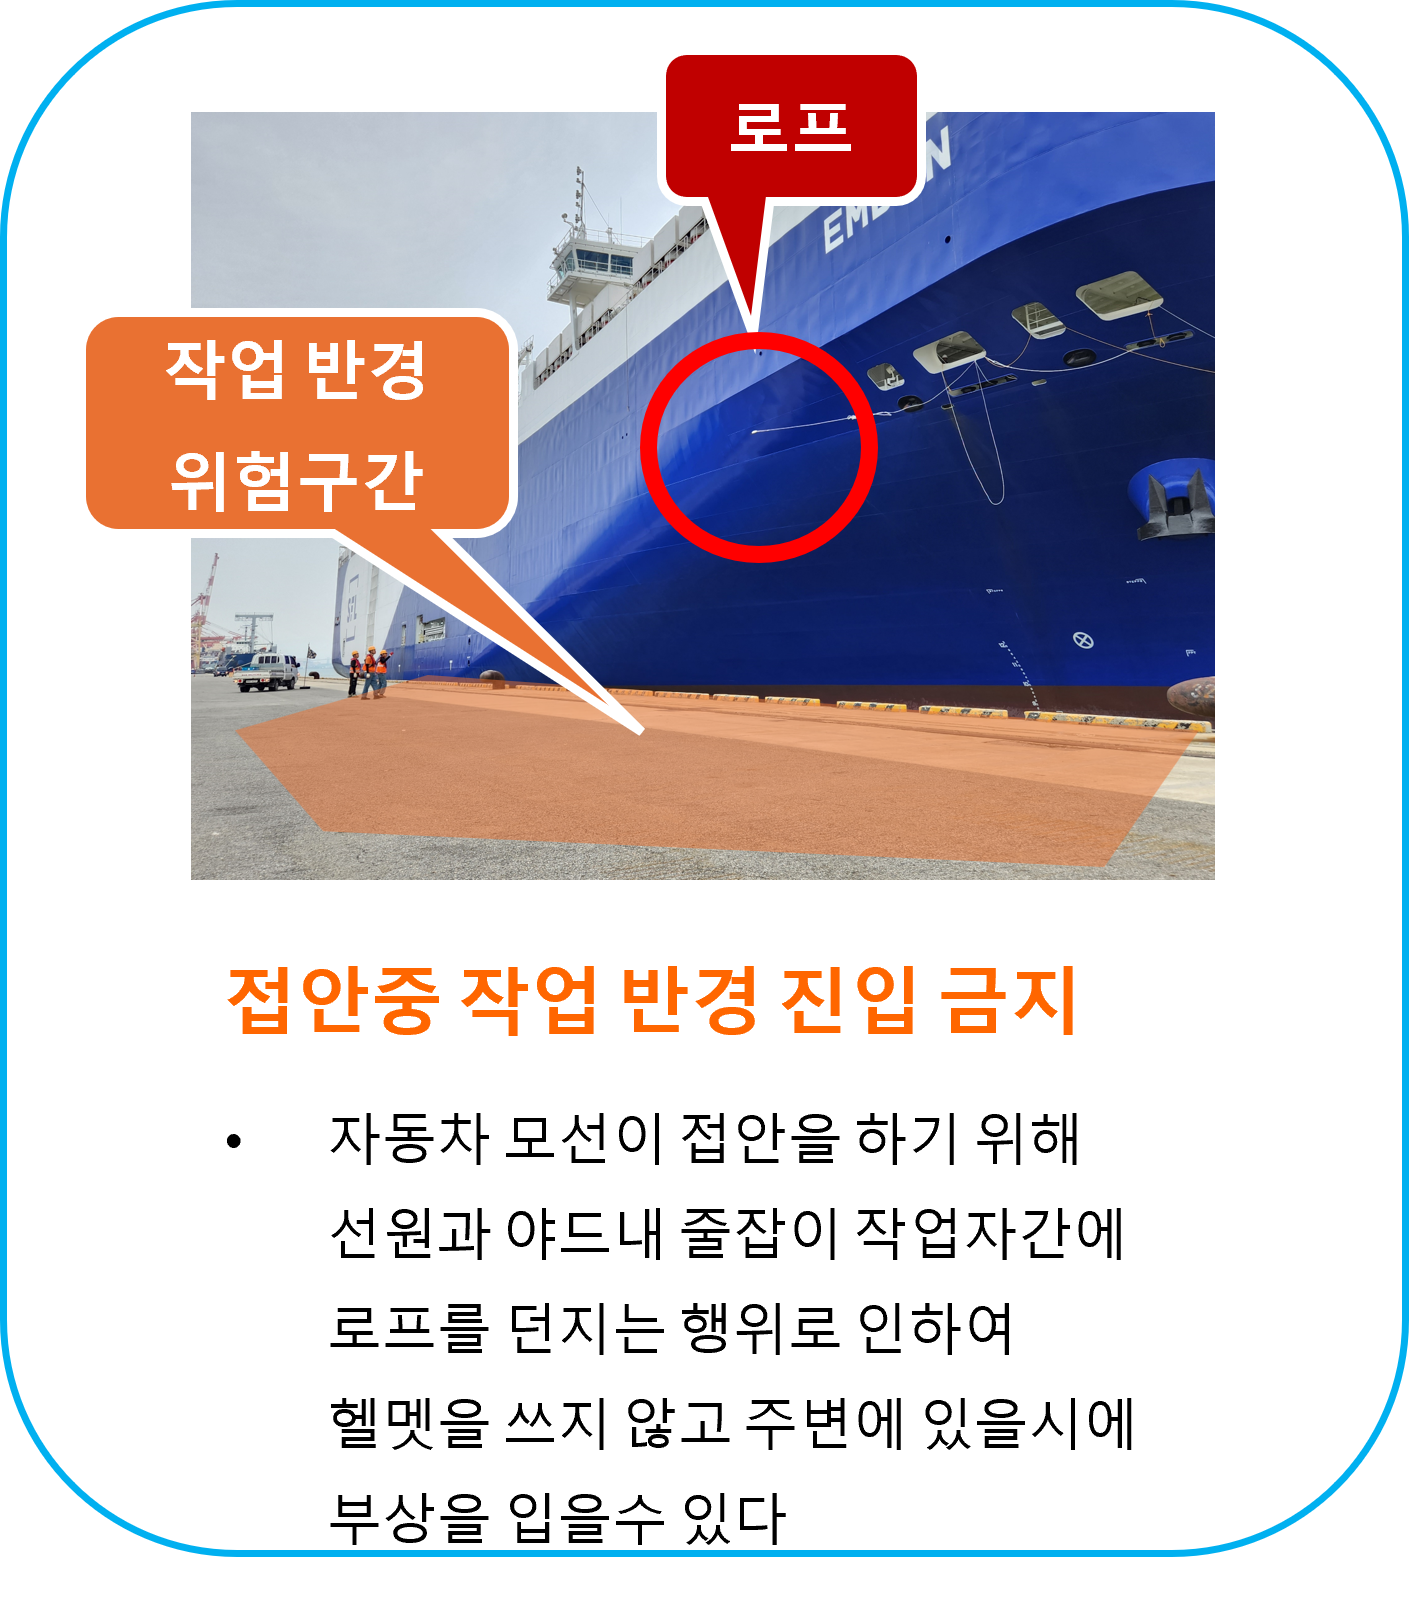 로프
작업 반경
위험구간
접안중 작업 반경 진입 금지
• 자동차 모선이 접안을 하기 위해
선원과 야드내 줄잡이 작업자간에
로프를 던지는 행위로 인하여
헬멧을 쓰지 않고 주변에 있을시에
부상을 입을수 있다